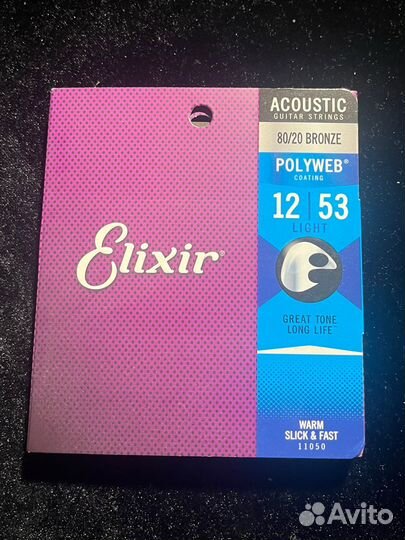 ACOUSTIC
GUITAR STRINGS
80/20 BRONZE
POLYWEB®
COATING
12 | 53
LIGHT
Elixir®
GREAT TONE
LONG LIFE™
WARM
SLICK & FAST
11050
Avito